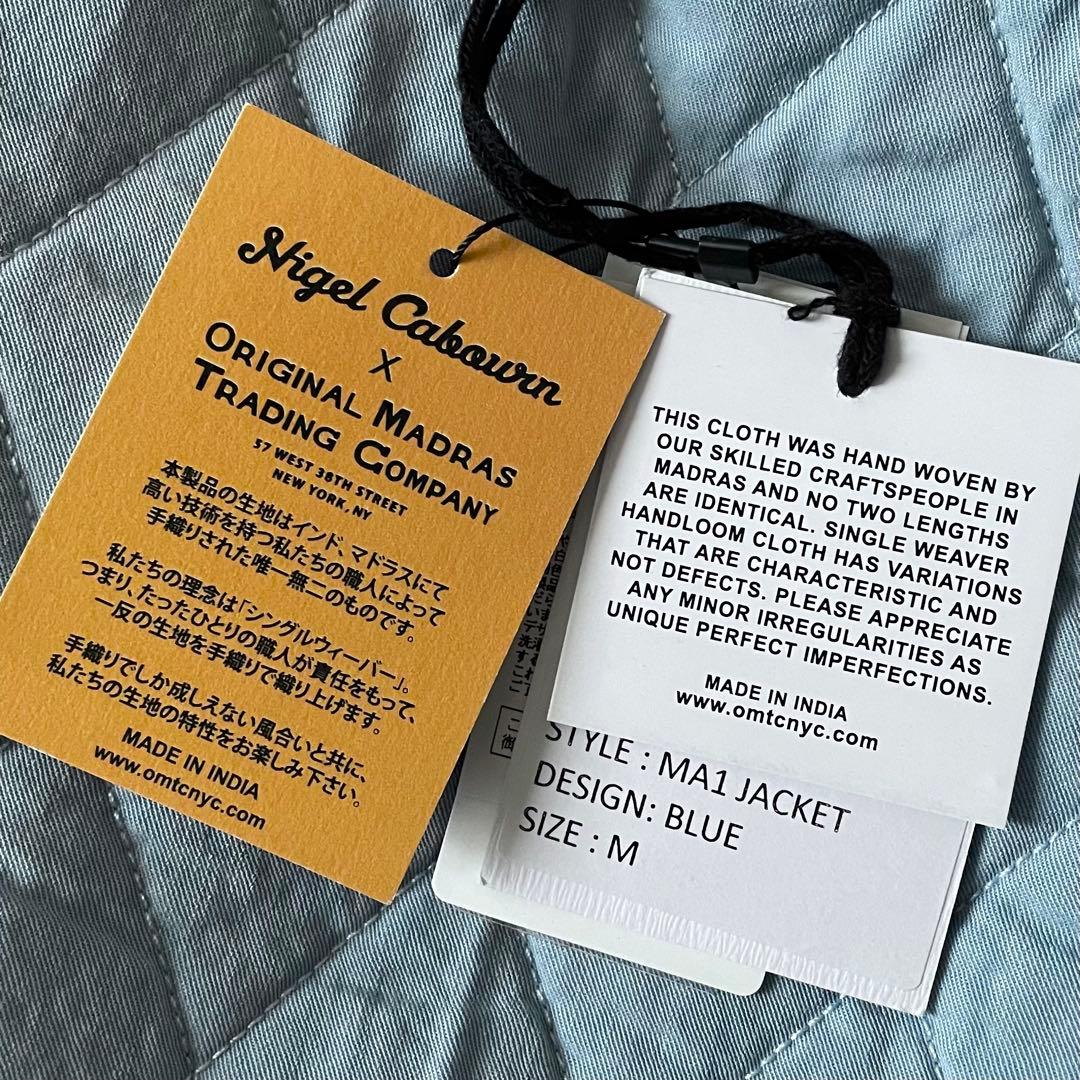 Nigel Cabourn
X
ORIGINAL MADRAS
TRADING COMPANY
57 WEST 38TH STREET
NEW YORK, NY
本製品の生地はインド、マドラスにて
高い技術を持つ私たちの職人によって
手織りされた唯一無二のものです。
私たちの理念は「シングルウィーバー」。
つまり、たったひとりの職人が責任をもって、
一反の生地を手織りで織り上げます。
手織りでしか成しえない風合いと共に、
私たちの生地の特性をお楽しみ下さい。
MADE IN INDIA
www.omtcnyc.com
THIS CLOTH WAS HAND WOVEN BY
OUR SKILLED CRAFTSPEOPLE IN
MADRAS AND NO TWO LENGTHS
ARE IDENTICAL. SINGLE WEAVER
HANDLOOM CLOTH HAS VARIATIONS
THAT ARE CHARACTERISTIC AND
NOT DEFECTS. PLEASE APPRECIATE
ANY MINOR IRREGULARITIES AS
UNIQUE PERFECT IMPERFECTIONS.
MADE IN INDIA
www.omtcnyc.com
STYLE : MA1 JACKET
DESIGN: BLUE
SIZE : M